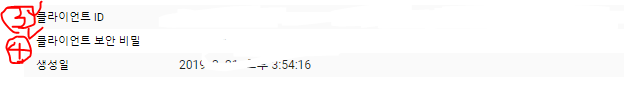 ③ 클라이언트 ID
④ 클라이언트 보안 비밀
생성일 2019 3:54:16